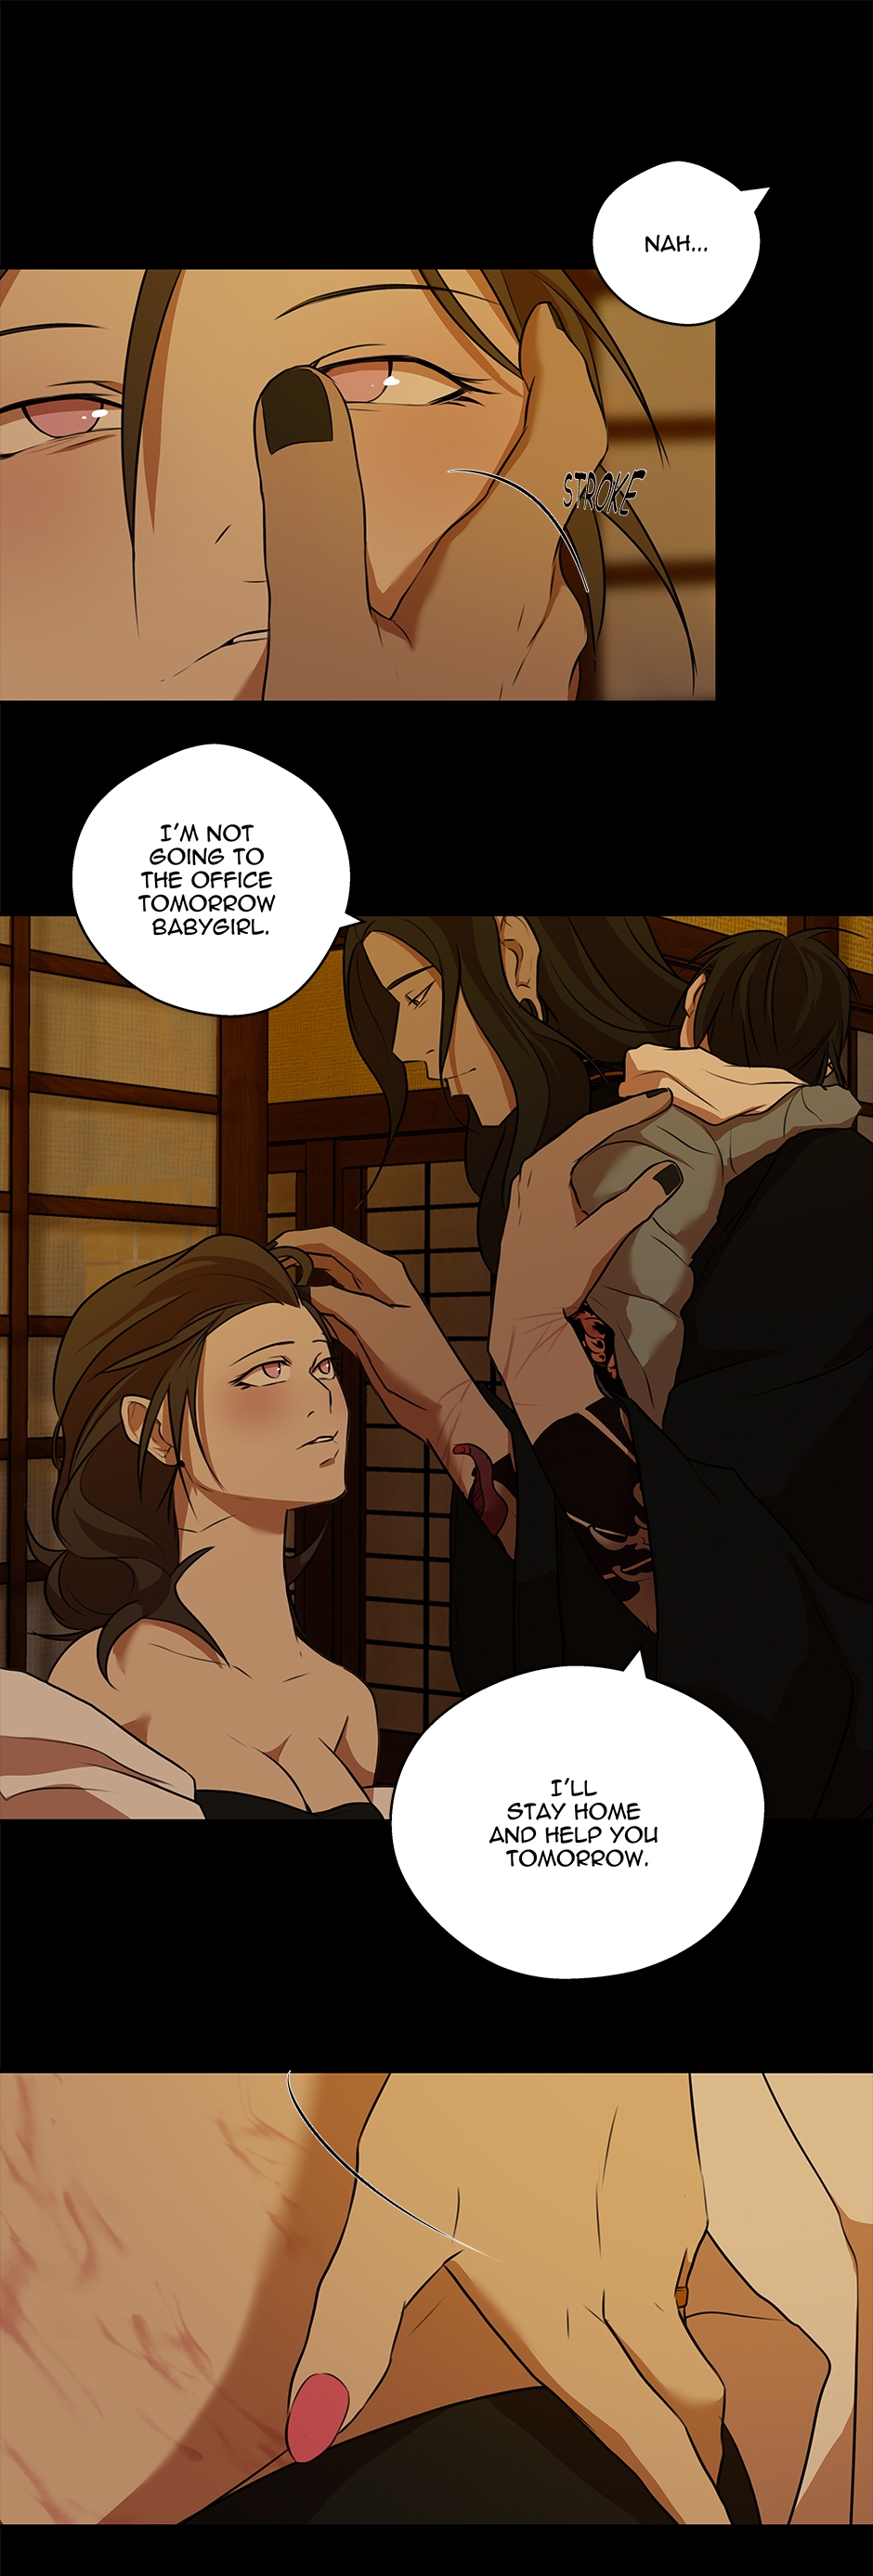 NAH...
STROKE
I'M NOT
GOING TO
THE OFFICE
TOMORROW
BABYGIRL.
I'LL
STAY HOME
AND HELP YOU
TOMORROW.